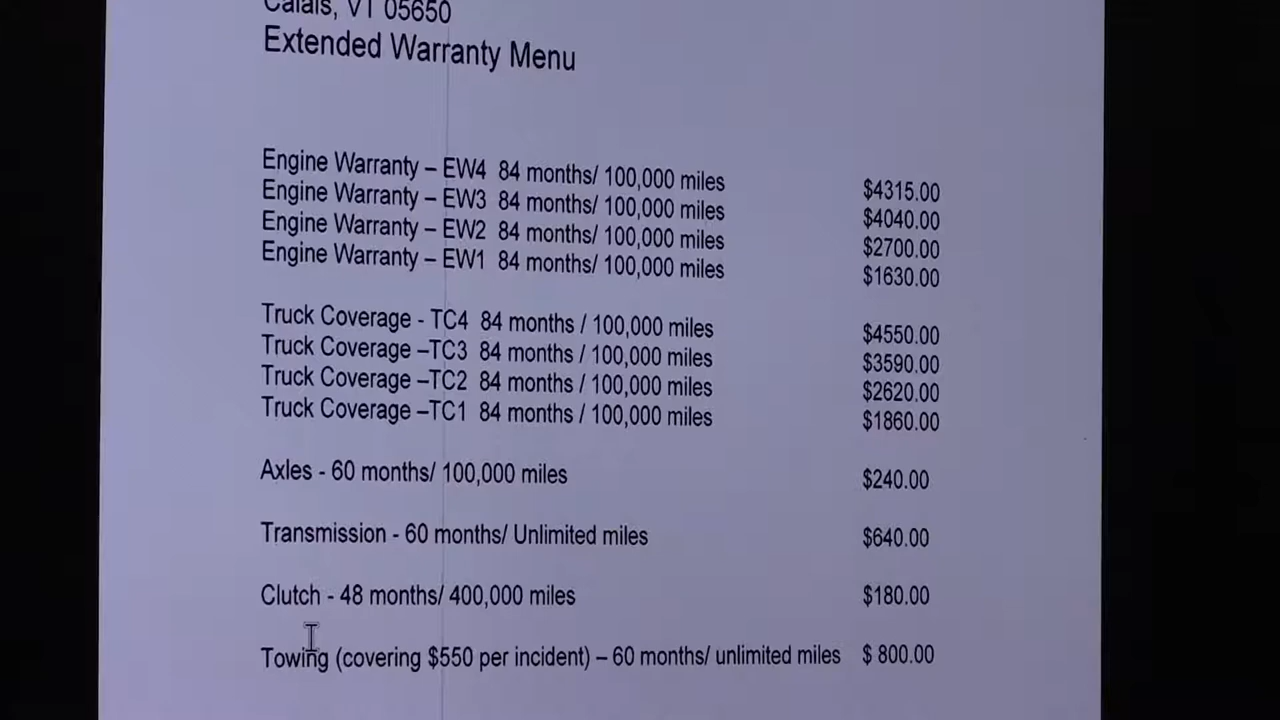 Calais, VT 05650
Extended Warranty Menu
Engine Warranty – EW4 84 months/ 100,000 miles $4315.00
Engine Warranty – EW3 84 months/ 100,000 miles $4040.00
Engine Warranty – EW2 84 months/ 100,000 miles $2700.00
Engine Warranty – EW1 84 months/ 100,000 miles $1630.00
Truck Coverage - TC4 84 months / 100,000 miles $4550.00
Truck Coverage –TC3 84 months / 100,000 miles $3590.00
Truck Coverage –TC2 84 months / 100,000 miles $2620.00
Truck Coverage –TC1 84 months / 100,000 miles $1860.00
Axles - 60 months/ 100,000 miles $240.00
Transmission - 60 months/ Unlimited miles $640.00
Clutch - 48 months/ 400,000 miles $180.00
Towing (covering $550 per incident) – 60 months/ unlimited miles $ 800.00